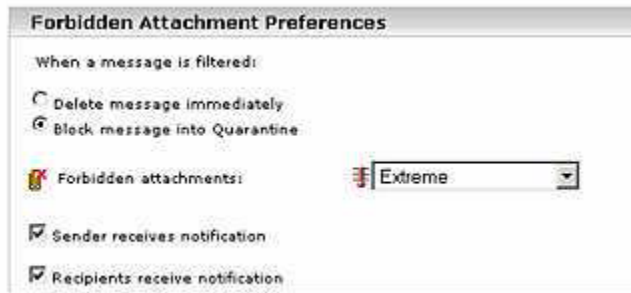 Forbidden Attachment Preferences
When a message is filtered:
Delete message immediately
Block message into Quarantine
Forbidden attachments: Extreme
Sender receives notification
Recipients receive notification